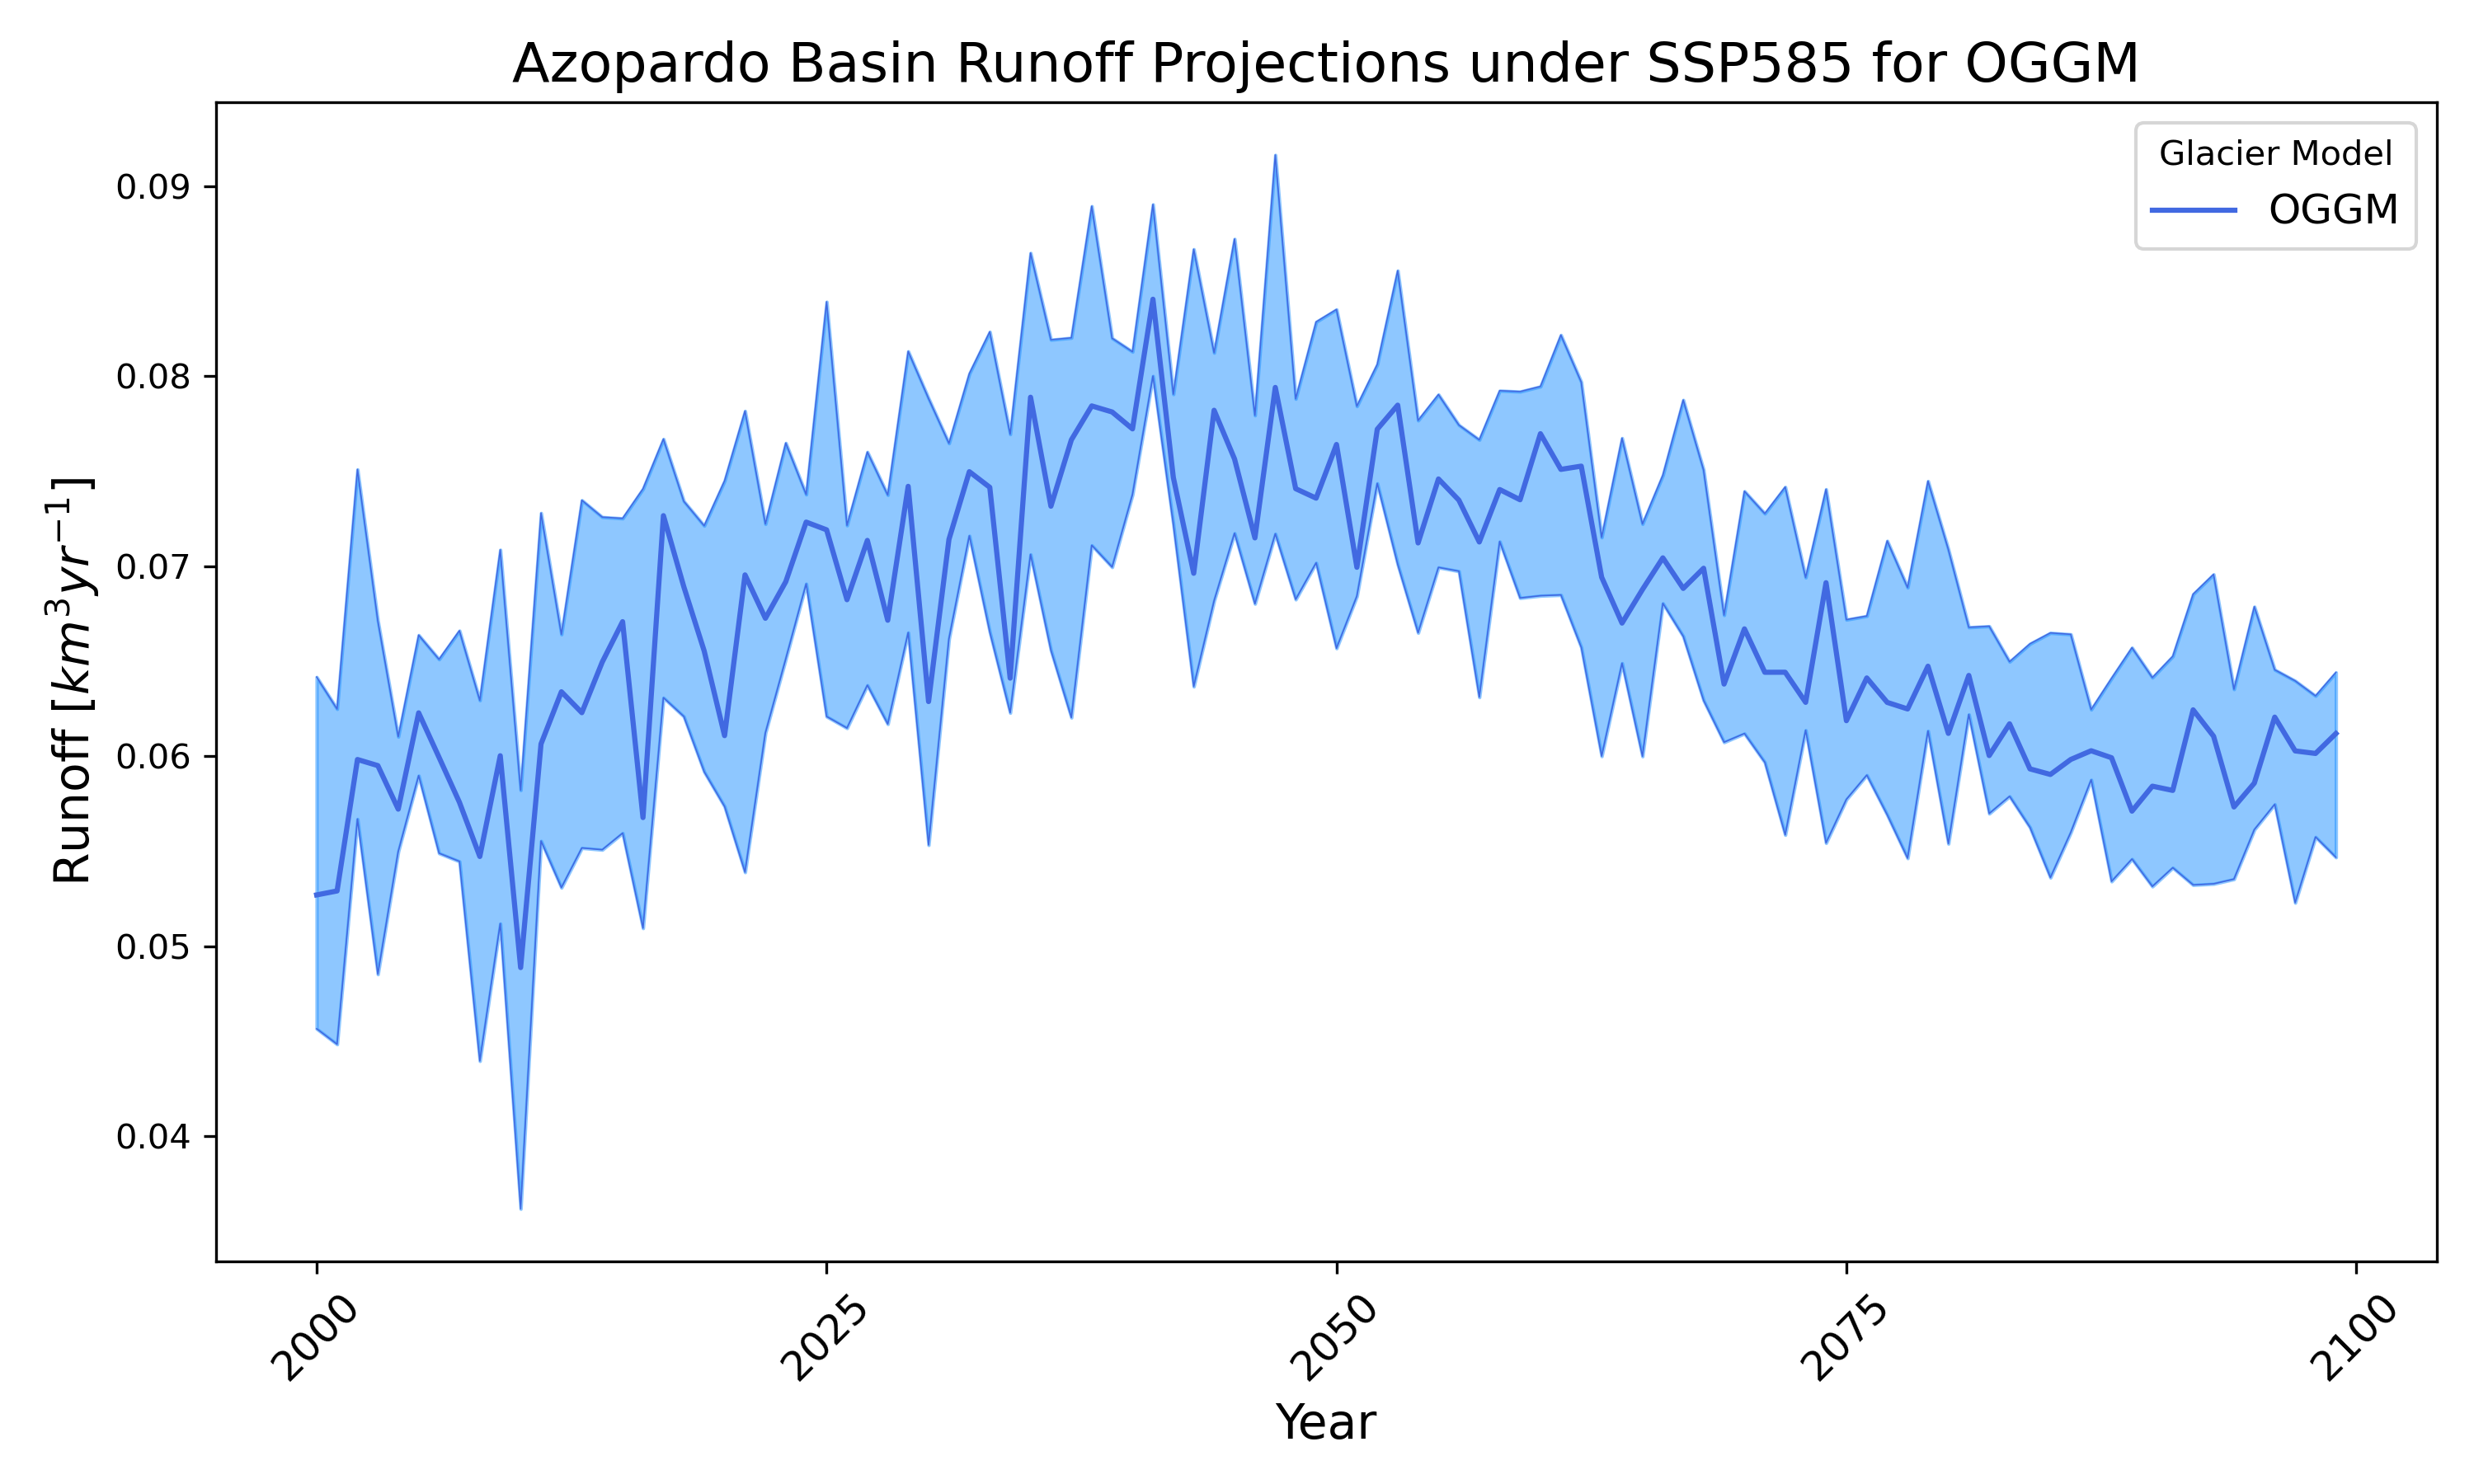 Azopardo Basin Runoff Projections under SSP585 for OGGM
Glacier Model
OGGM
Runoff [km³yr⁻¹]
0.09
0.08
0.07
0.06
0.05
0.04
2000
2025
2050
2075
2100
Year